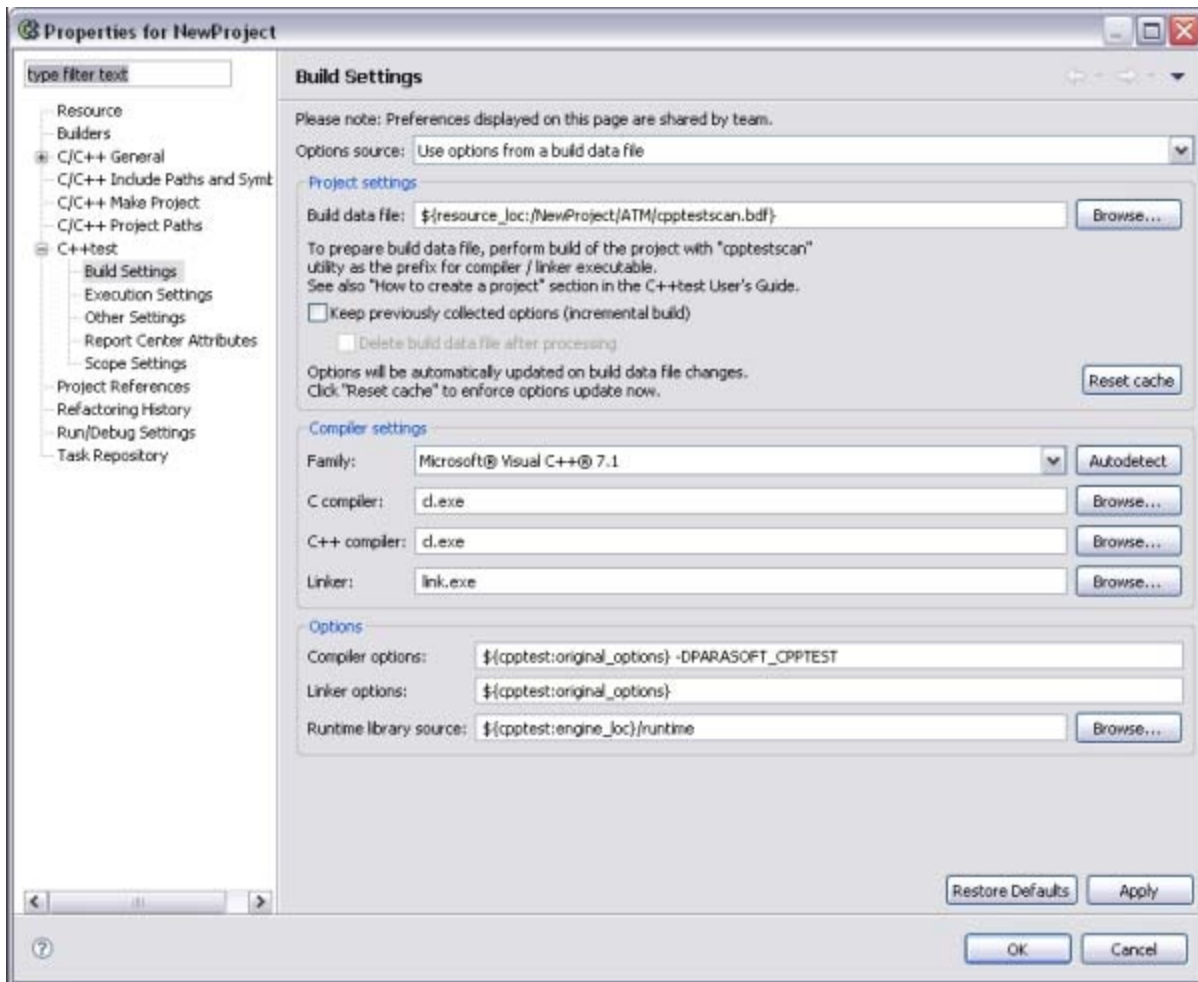 Properties for NewProject
type filter text
Resource
Builders
C/C++ General
C/C++ Include Paths and Symb
C/C++ Make Project
C/C++ Project Paths
C++test
Build Settings
Execution Settings
Other Settings
Report Center Attributes
Scope Settings
Project References
Refactoring History
Run/Debug Settings
Task Repository
Build Settings
Please note: Preferences displayed on this page are shared by team.
Options source: Use options from a build data file
Project settings
Build data file: ${resource_loc:/NewProject/ATM/cpptestscan.bdf} Browse...
To prepare build data file, perform build of the project with "cpptestscan"
utility as the prefix for compiler / linker executable.
See also "How to create a project" section in the C++test User's Guide.
Keep previously collected options (incremental build)
Delete build data file after processing
Options will be automatically updated on build data file changes.
Click "Reset cache" to enforce options update now.
Reset cache
Compiler settings
Family: Microsoft® Visual C++® 7.1 Autodetect
C compiler: cl.exe Browse...
C++ compiler: cl.exe Browse...
Linker: link.exe Browse...
Options
Compiler options: ${cpptest:original_options} -DPARASOFT_CPPTEST
Linker options: ${cpptest:original_options}
Runtime library source: ${cpptest:engine_loc}/runtime Browse...
Restore Defaults Apply
? OK Cancel